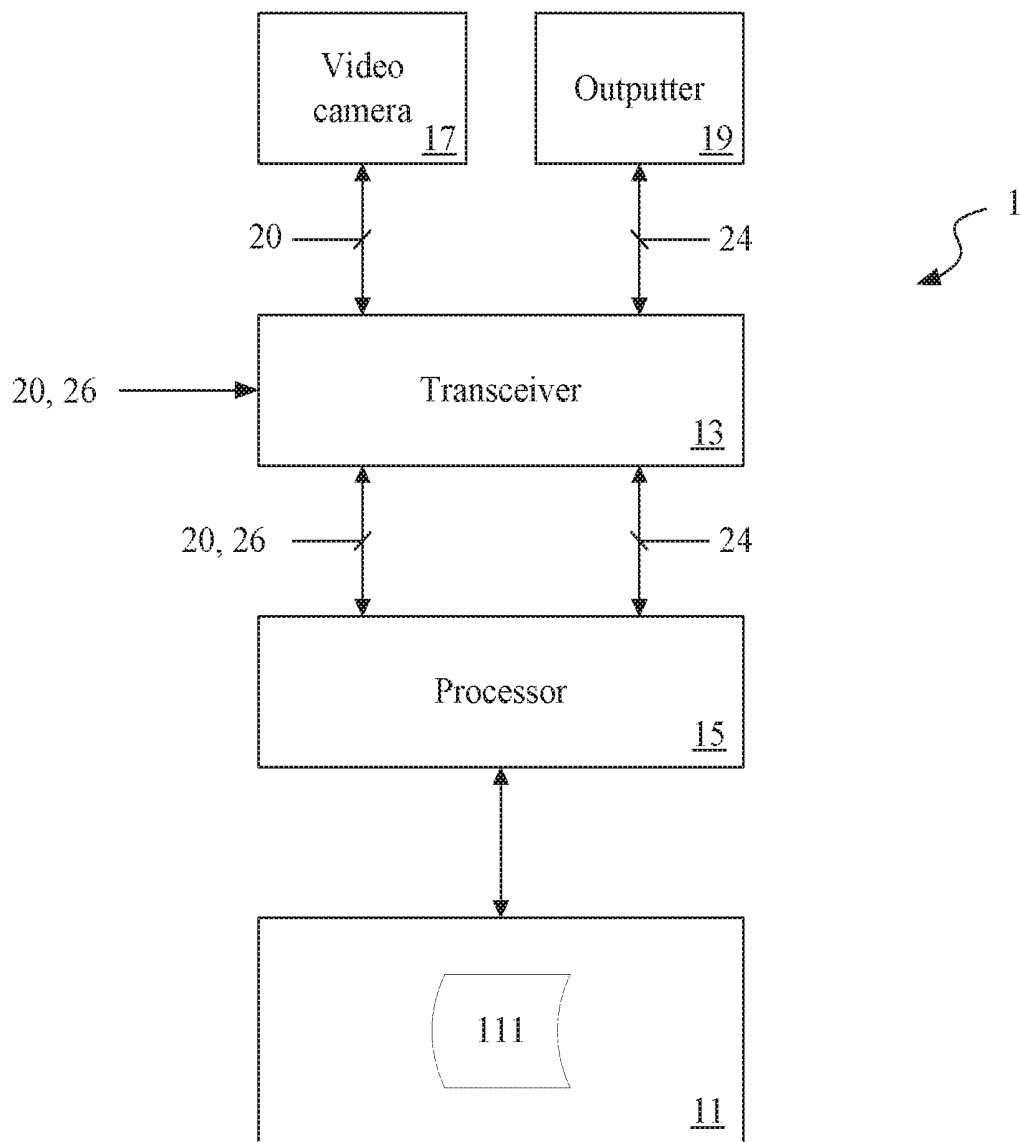 Video
camera
17
Outputter
19
1
20
24
20, 26
Transceiver
13
20, 26
24
Processor
15
111
11